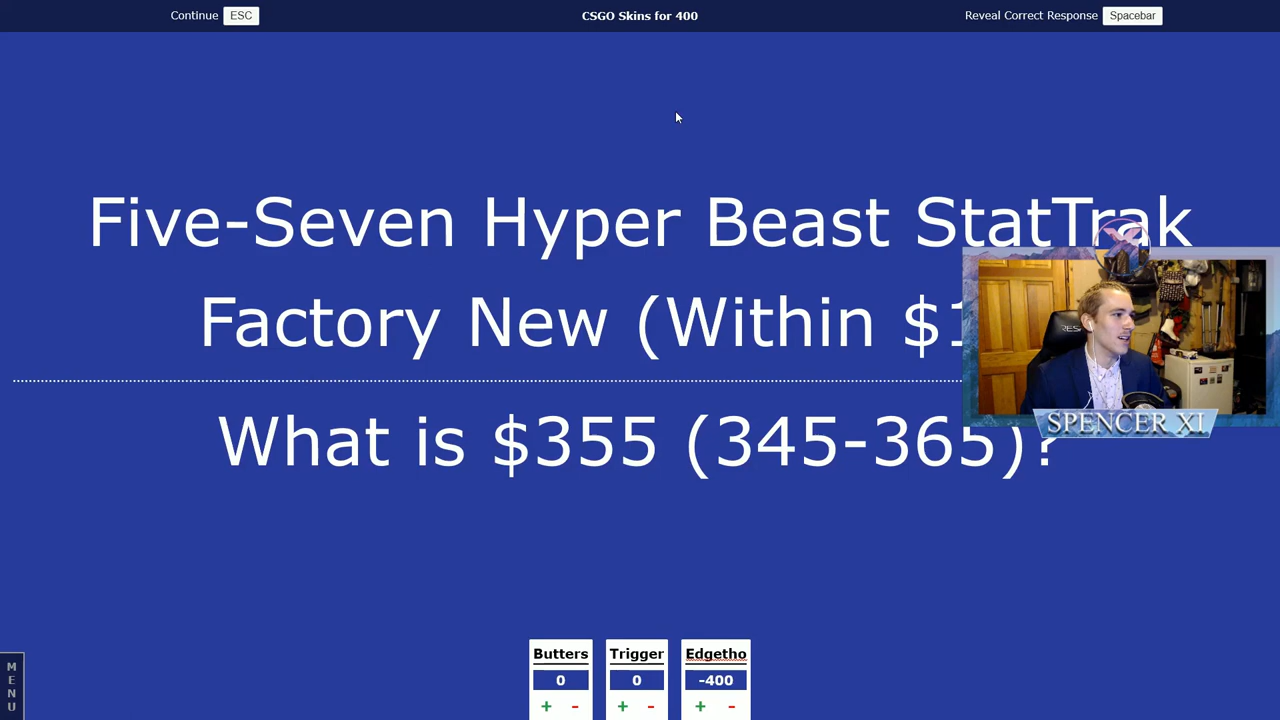 Continue ESC
CSGO Skins for 400
Reveal Correct Response Spacebar
Five-Seven Hyper Beast StatTrak
Factory New (Within
What is $355 (345-365)?
SPENCER XI
Butters Trigger Edgetho
0 0 -400
+ - + - + -
MENU